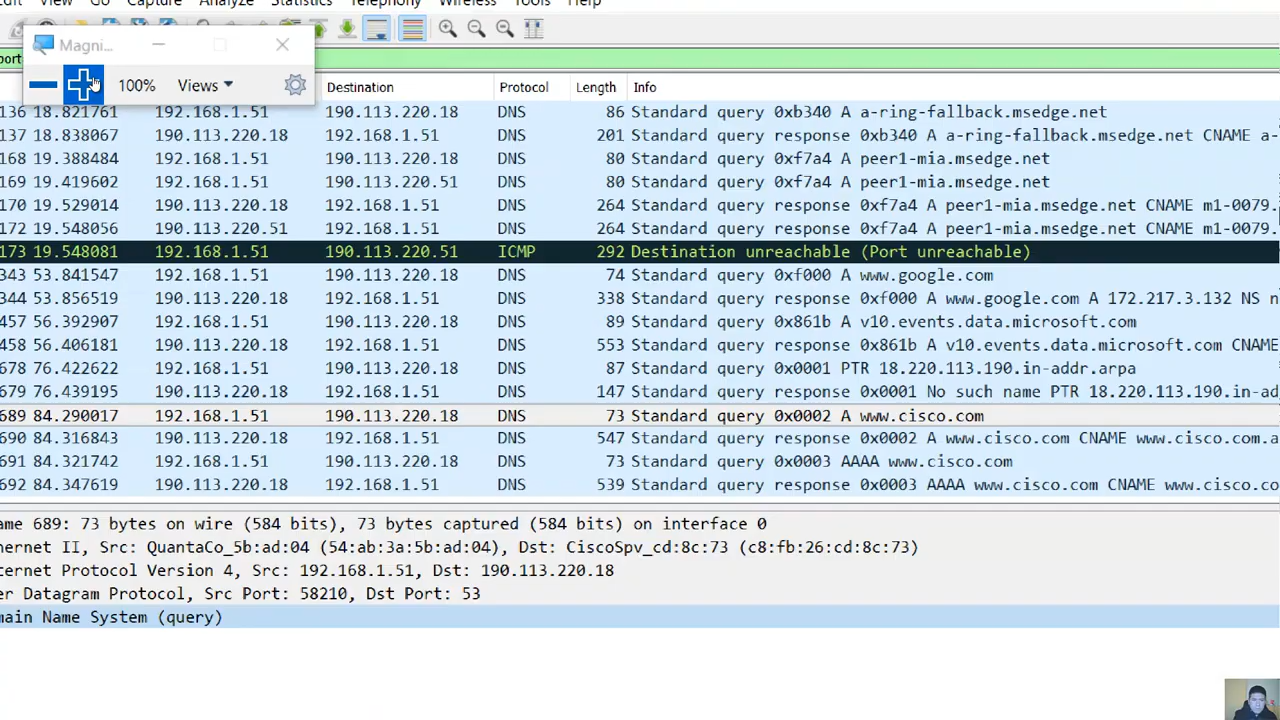 Edit View Go Capture Analyze Statistics Telephony Wireless Tools Help
port
Magni...
100% Views
Destination Protocol Length Info
136 18.821761 192.168.1.51 190.113.220.18 DNS 86 Standard query 0xb340 A a-ring-fallback.msedge.net
137 18.838067 190.113.220.18 192.168.1.51 DNS 201 Standard query response 0xb340 A a-ring-fallback.msedge.net CNAME a-
168 19.388484 192.168.1.51 190.113.220.18 DNS 80 Standard query 0xf7a4 A peer1-mia.msedge.net
169 19.419602 192.168.1.51 190.113.220.51 DNS 80 Standard query 0xf7a4 A peer1-mia.msedge.net
170 19.529014 190.113.220.18 192.168.1.51 DNS 264 Standard query response 0xf7a4 A peer1-mia.msedge.net CNAME m1-0079.
172 19.548056 190.113.220.51 192.168.1.51 DNS 264 Standard query response 0xf7a4 A peer1-mia.msedge.net CNAME m1-0079.
173 19.548081 192.168.1.51 190.113.220.51 ICMP 292 Destination unreachable (Port unreachable)
343 53.841547 192.168.1.51 190.113.220.18 DNS 74 Standard query 0xf000 A www.google.com
344 53.856519 190.113.220.18 192.168.1.51 DNS 338 Standard query response 0xf000 A www.google.com A 172.217.3.132 NS n
457 56.392907 192.168.1.51 190.113.220.18 DNS 89 Standard query 0x861b A v10.events.data.microsoft.com
458 56.406181 190.113.220.18 192.168.1.51 DNS 553 Standard query response 0x861b A v10.events.data.microsoft.com CNAME
678 76.422622 192.168.1.51 190.113.220.18 DNS 87 Standard query 0x0001 PTR 18.220.113.190.in-addr.arpa
679 76.439195 190.113.220.18 192.168.1.51 DNS 147 Standard query response 0x0001 No such name PTR 18.220.113.190.in-ad
689 84.290017 192.168.1.51 190.113.220.18 DNS 73 Standard query 0x0002 A www.cisco.com
690 84.316843 190.113.220.18 192.168.1.51 DNS 547 Standard query response 0x0002 A www.cisco.com CNAME www.cisco.com.a
691 84.321742 192.168.1.51 190.113.220.18 DNS 73 Standard query 0x0003 AAAA www.cisco.com
692 84.347619 190.113.220.18 192.168.1.51 DNS 539 Standard query response 0x0003 AAAA www.cisco.com CNAME www.cisco.co
ame 689: 73 bytes on wire (584 bits), 73 bytes captured (584 bits) on interface 0
hernet II, Src: QuantaCo_5b:ad:04 (54:ab:3a:5b:ad:04), Dst: CiscoSpv_cd:8c:73 (c8:fb:26:cd:8c:73)
ternet Protocol Version 4, Src: 192.168.1.51, Dst: 190.113.220.18
er Datagram Protocol, Src Port: 58210, Dst Port: 53
main Name System (query)